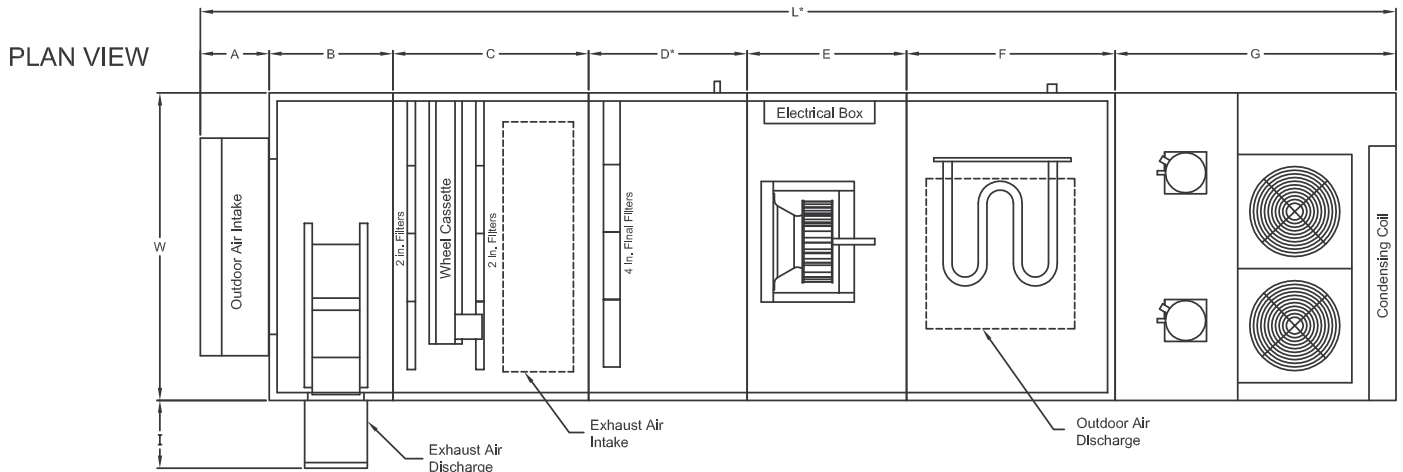 L*
PLAN VIEW
A
B
C
D*
E
F
G
W
I
Outdoor Air Intake
2 in. Filters
Wheel Cassette
2 in. Filters
4 In. Final Filters
Electrical Box
Condensing Coil
Exhaust Air
Discharge
Exhaust Air
Intake
Outdoor Air
Discharge